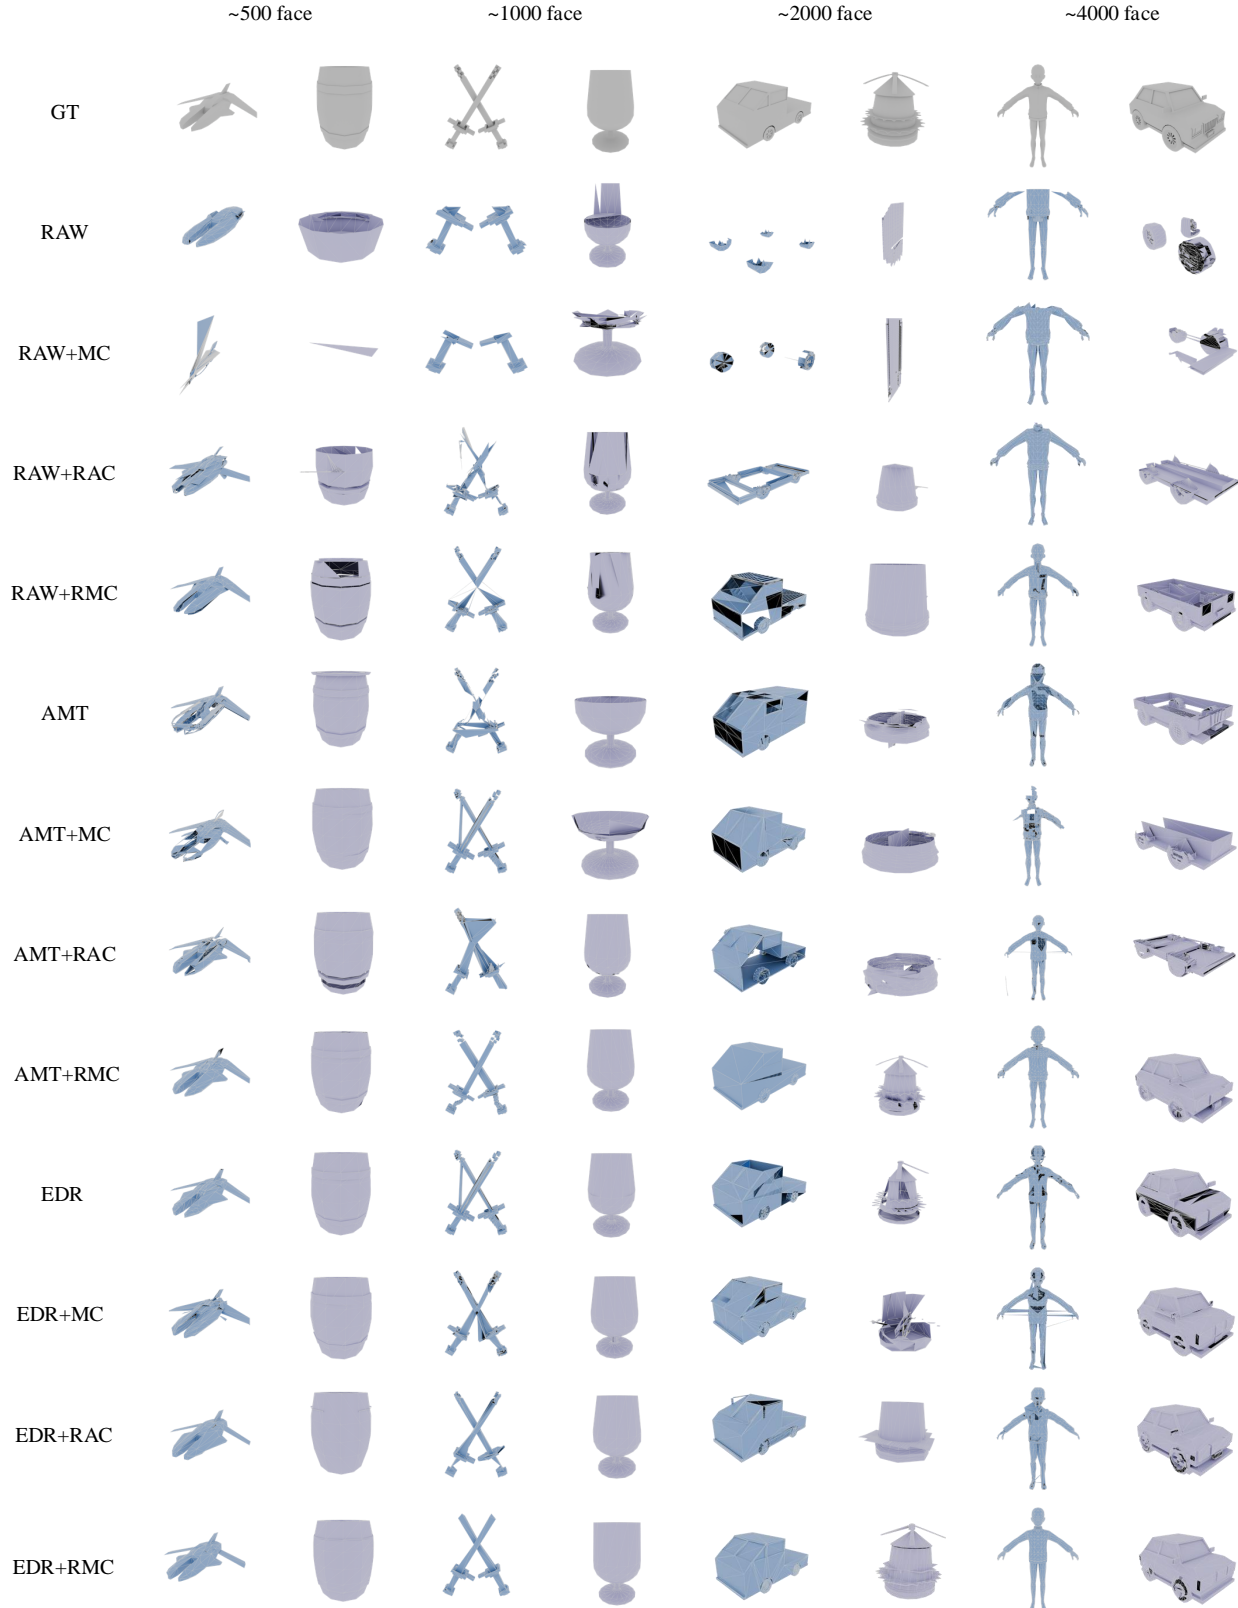 ~500 face ~1000 face ~2000 face ~4000 face
GT
RAW
RAW+MC
RAW+RAC
RAW+RMC
AMT
AMT+MC
AMT+RAC
AMT+RMC
EDR
EDR+MC
EDR+RAC
EDR+RMC